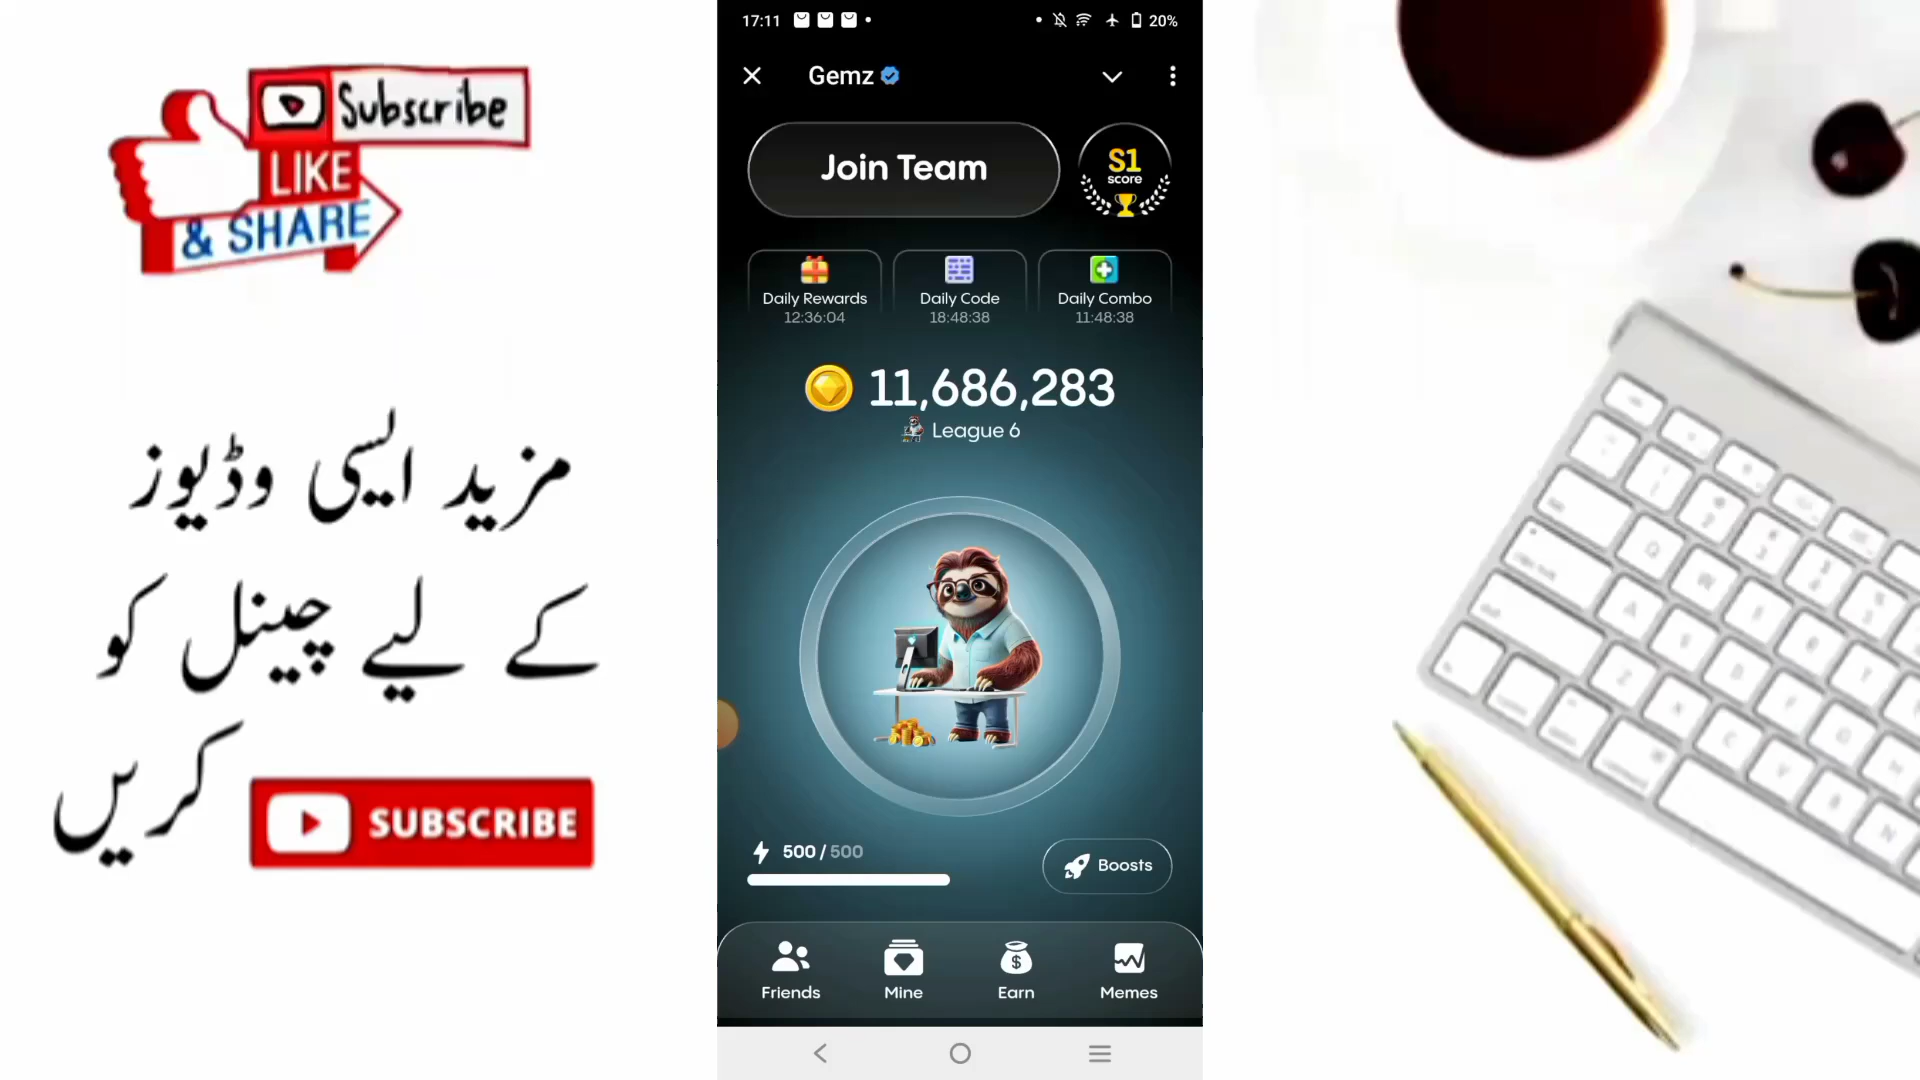 Subscribe
LIKE
& SHARE
مزید ایسی وڈیوز
کے لیے چینل کو
کریں
SUBSCRIBE
17:11
20%
Gemz
Join Team
S1
score
Daily Rewards
12:36:04
Daily Code
18:48:38
Daily Combo
11:48:38
11,686,283
League 6
500 / 500
Boosts
Friends
Mine
Earn
Memes